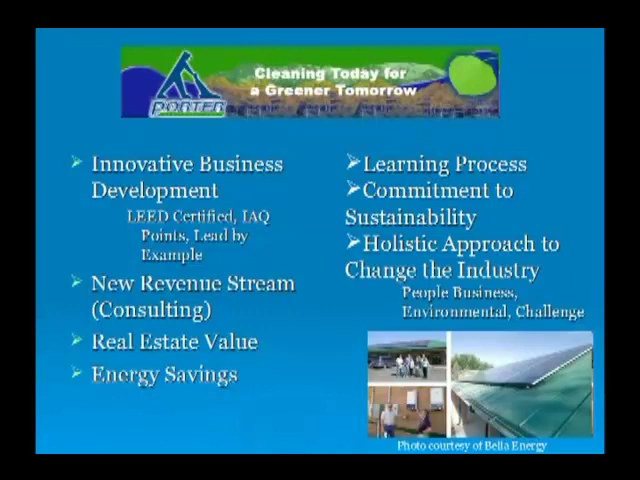 Cleaning Today for
a Greener Tomorrow
PORTER
Innovative Business
Development
LEED Certified, IAQ
Points, Lead by
Example
New Revenue Stream
(Consulting)
Real Estate Value
Energy Savings
Learning Process
Commitment to
Sustainability
Holistic Approach to
Change the Industry
People Business,
Environmental, Challenge
Photo courtesy of Bella Energy